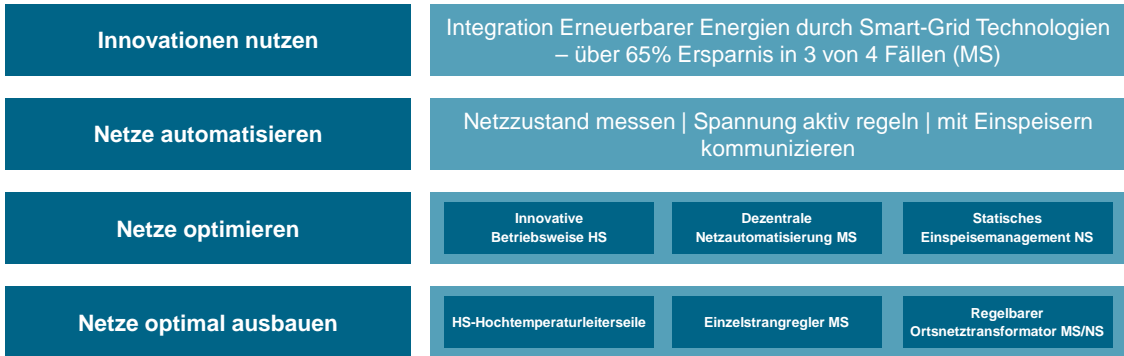 Innovationen nutzen
Integration Erneuerbarer Energien durch Smart-Grid Technologien
– über 65% Ersparnis in 3 von 4 Fällen (MS)
Netze automatisieren
Netzzustand messen | Spannung aktiv regeln | mit Einspeisern
kommunizieren
Netze optimieren
Innovative
Betriebsweise HS
Dezentrale
Netzautomatisierung MS
Statisches
Einspeisemanagement NS
Netze optimal ausbauen
HS-Hochtemperaturleiterseile
Einzelstrangregler MS
Regelbarer
Ortsnetztransformator MS/NS